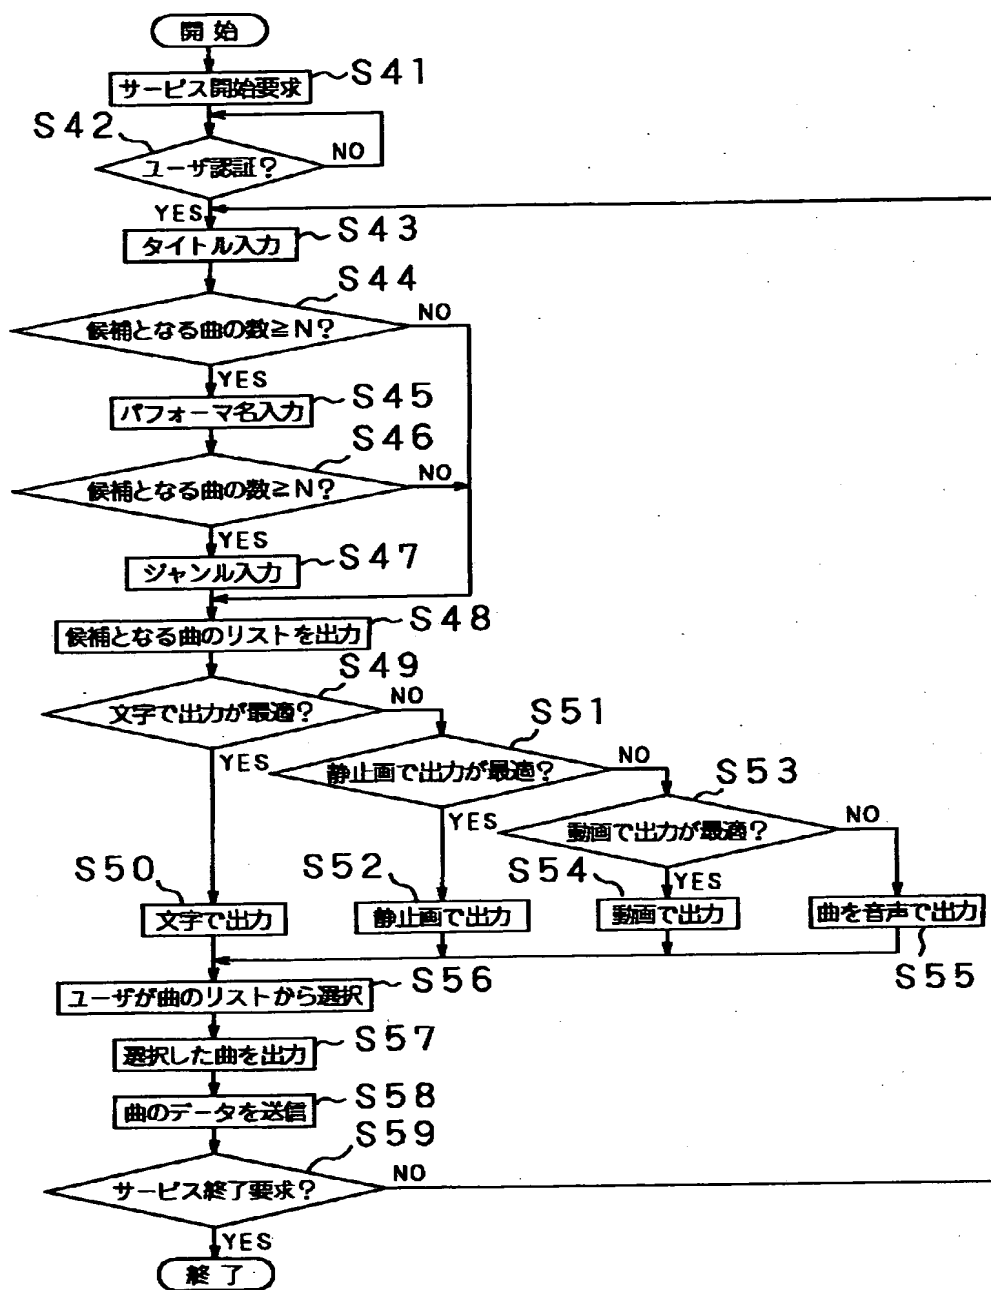 開始
サービス開始要求
S41
S42
ユーザ認証?
NO
YES
タイトル入力
S43
S44
候補となる曲の数≧N?
NO
YES
パフォーマ名入力
S45
S46
候補となる曲の数≧N?
NO
YES
ジャンル入力
S47
候補となる曲のリストを出力
S48
S49
文字で出力が最適?
NO
YES
S51
静止画で出力が最適?
NO
YES
S53
動画で出力が最適?
NO
YES
S50
文字で出力
S52
静止画で出力
S54
動画で出力
曲を音声で出力
S55
ユーザが曲のリストから選択
S56
選択した曲を出力
S57
曲のデータを送信
S58
S59
サービス終了要求?
NO
YES
終了